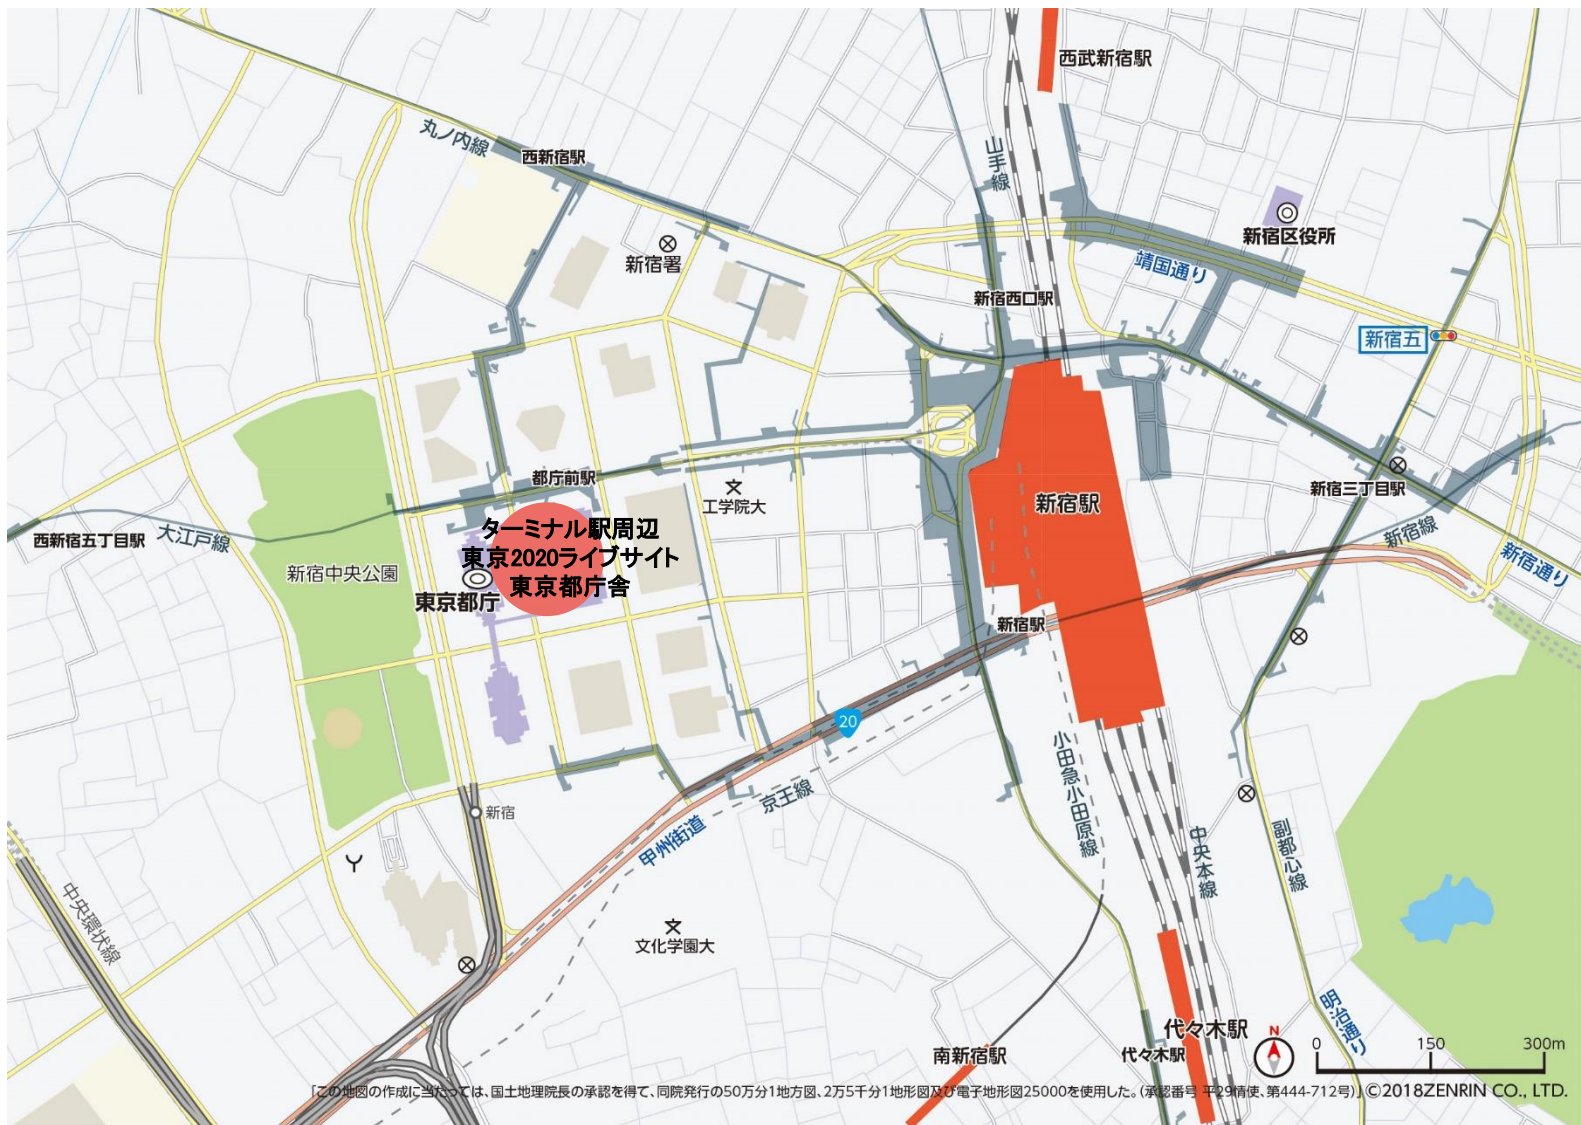 西武新宿駅
丸ノ内線
西新宿駅
山手線
新宿区役所
新宿署
靖国通り
新宿西口駅
新宿五
都庁前駅
工学院大
新宿駅
新宿三丁目駅
ターミナル駅周辺
東京2020ライブサイト
東京都庁舎
西新宿五丁目駅
大江戸線
新宿線
新宿通り
新宿中央公園
東京都庁
新宿駅
20
小田急小田原線
京王線
新宿
甲州街道
中央本線
副都心線
中央環状線
文化学園大
明治通り
代々木駅
N
0 150 300m
南新宿駅
代々木駅
「この地図の作成に当たっては、国土地理院長の承認を得て、同院発行の50万分1地方図、2万5千分1地形図及び電子地形図25000を使用した。(承認番号 平29情使、第444-712号)」©2018ZENRIN CO., LTD.